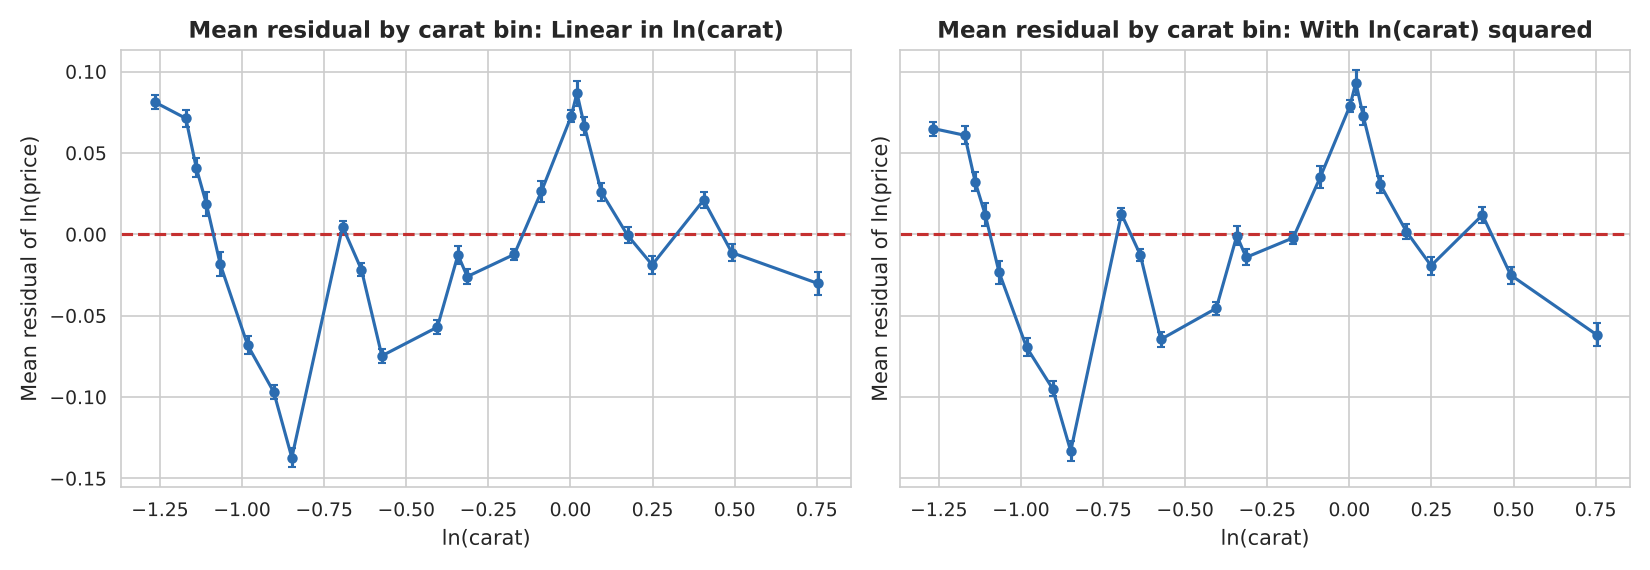 Mean residual by carat bin: Linear in ln(carat)
Mean residual of ln(price)
0.10
0.05
0.00
−0.05
−0.10
−0.15
−1.25 −1.00 −0.75 −0.50 −0.25 0.00 0.25 0.50 0.75
ln(carat)
Mean residual by carat bin: With ln(carat) squared
Mean residual of ln(price)
−1.25 −1.00 −0.75 −0.50 −0.25 0.00 0.25 0.50 0.75
ln(carat)